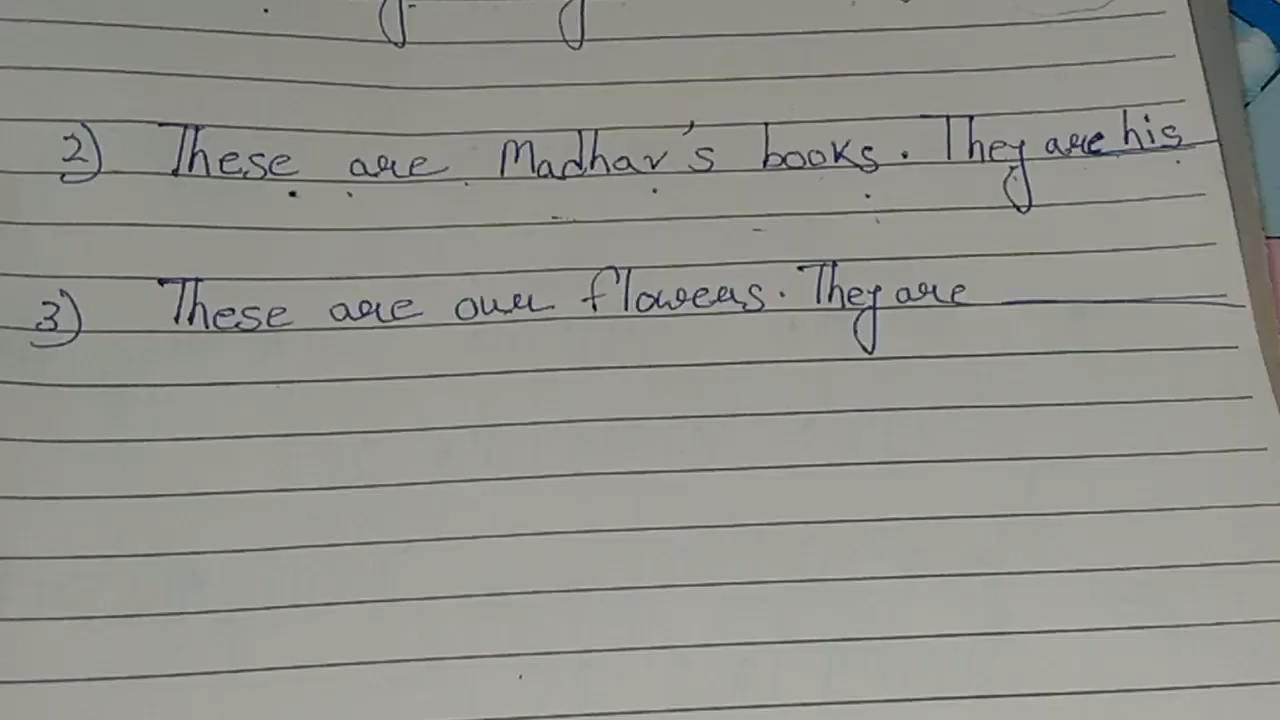 2) These are Madhav's books. They are his
3) These are our flowers. They are